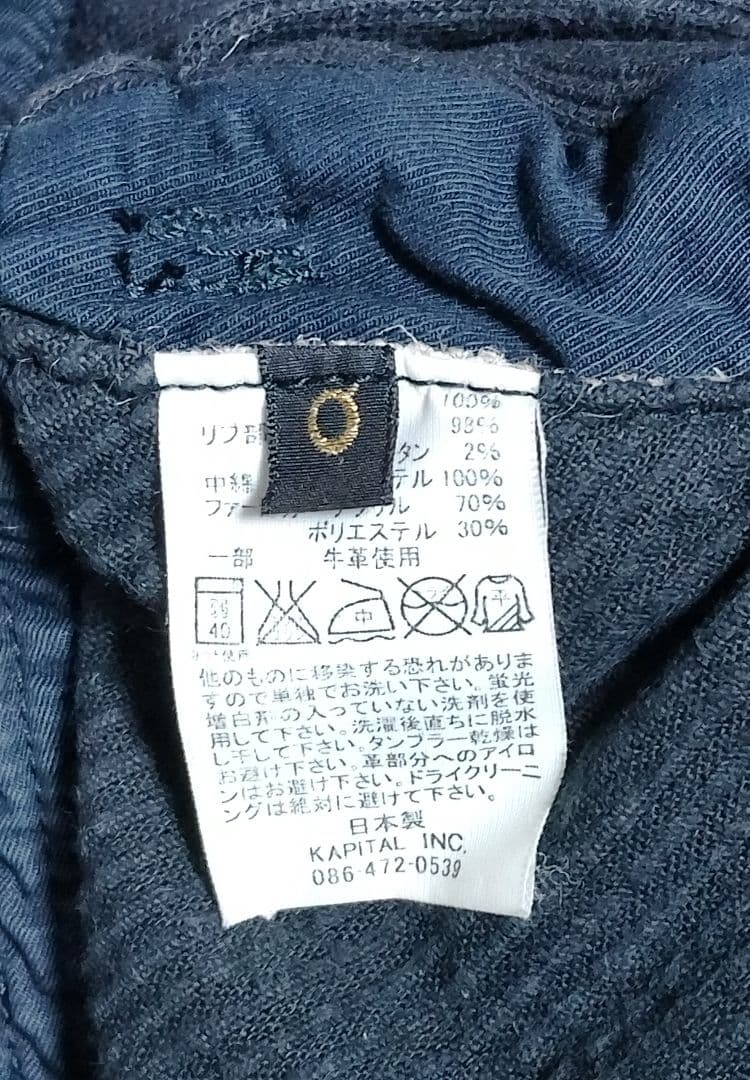 100%
リブ部 98%
タン 2%
中綿 テル 100%
ファー 70%
ポリエステル 30%
一部 牛革使用
40
中
平
他のものに移染する恐れがありま
すので単独でお洗い下さい。蛍光
増白剤の入っていない洗剤を使
用して下さい。洗濯後直ちに脱水
し干して下さい。タンブラー乾燥は
お避け下さい。革部分へのアイロ
ンはお避け下さい。ドライクリーニ
ングは絶対に避けて下さい。
日本製
KAPITAL INC.
086-472-0539